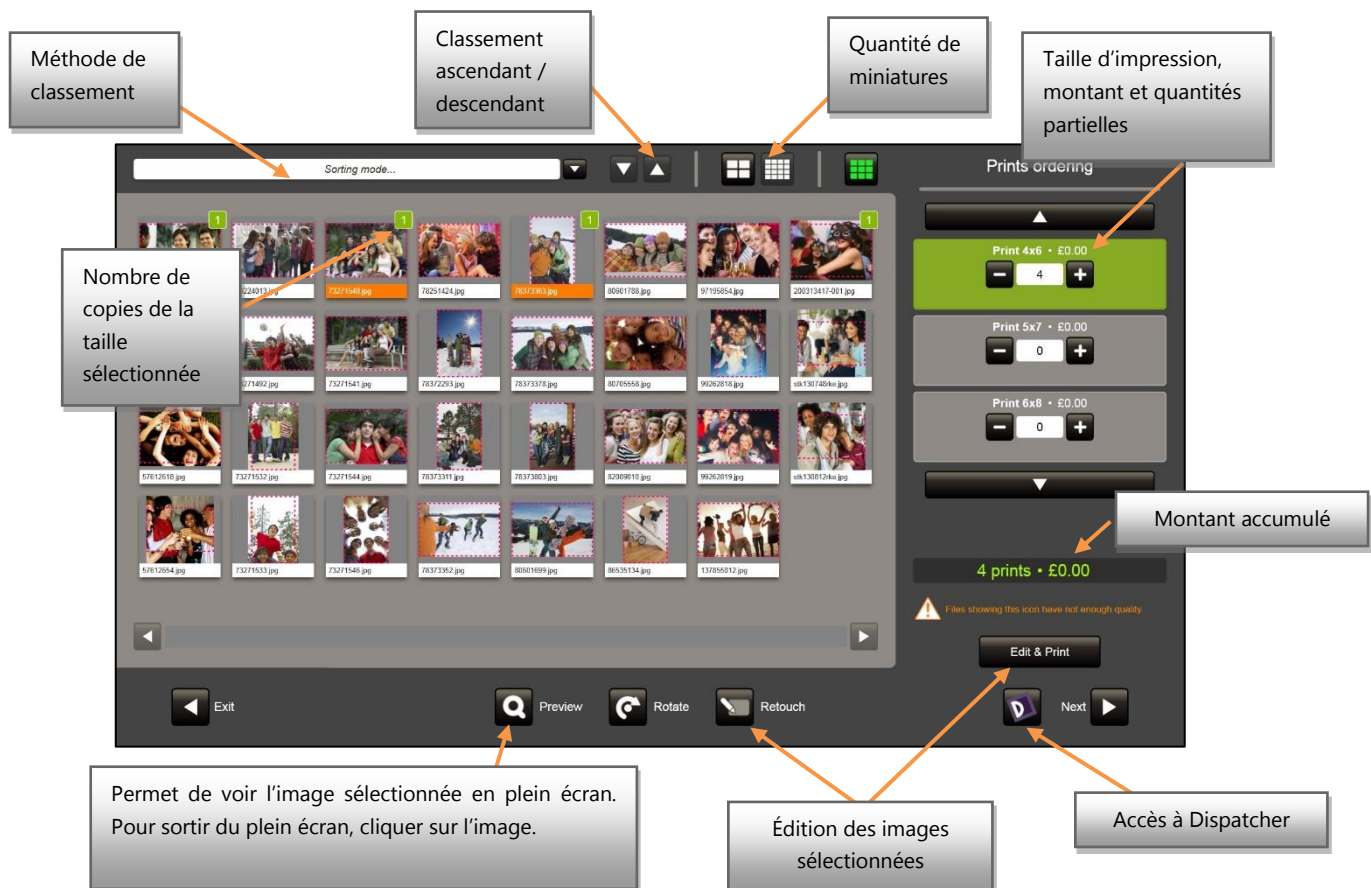 Méthode de
classement
Classement
ascendant /
descendant
Quantité de
miniatures
Taille d’impression,
montant et quantités
partielles
Sorting mode...
Prints ordering
1
1
1
1
Nombre de
copies de la
taille
sélectionnée
73271540.jpg
78251424.jpg
78373363.jpg
80601788.jpg
97195854.jpg
200313417-001.jpg
Print 4x6 • £0.00
4
73271541.jpg
78372293.jpg
78373378.jpg
80705558.jpg
99262818.jpg
stk130748rke.jpg
Print 5x7 • £0.00
0
57612618.jpg
73271532.jpg
73271544.jpg
78373311.jpg
78373803.jpg
82089610.jpg
99262819.jpg
stk130812rke.jpg
Print 6x8 • £0.00
0
57612654.jpg
73271533.jpg
73271546.jpg
78373352.jpg
80601699.jpg
86535134.jpg
137855012.jpg
Montant accumulé
4 prints • £0.00
Files showing this icon have not enough quality
Edit & Print
Exit
Preview
Rotate
Retouch
D
Next
Permet de voir l’image sélectionnée en plein écran.
Pour sortir du plein écran, cliquer sur l’image.
Édition des images
sélectionnées
Accès à Dispatcher